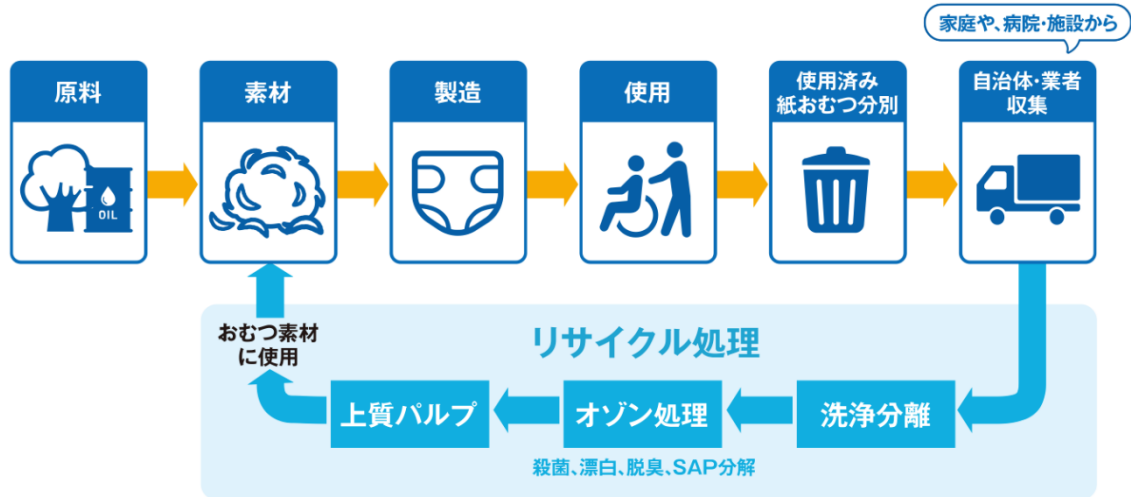 家庭や、病院・施設から
原料
素材
製造
使用
使用済み
紙おむつ分別
自治体・業者
収集
OIL
おむつ素材
に使用
リサイクル処理
上質パルプ
オゾン処理
洗浄分離
殺菌、漂白、脱臭、SAP分解